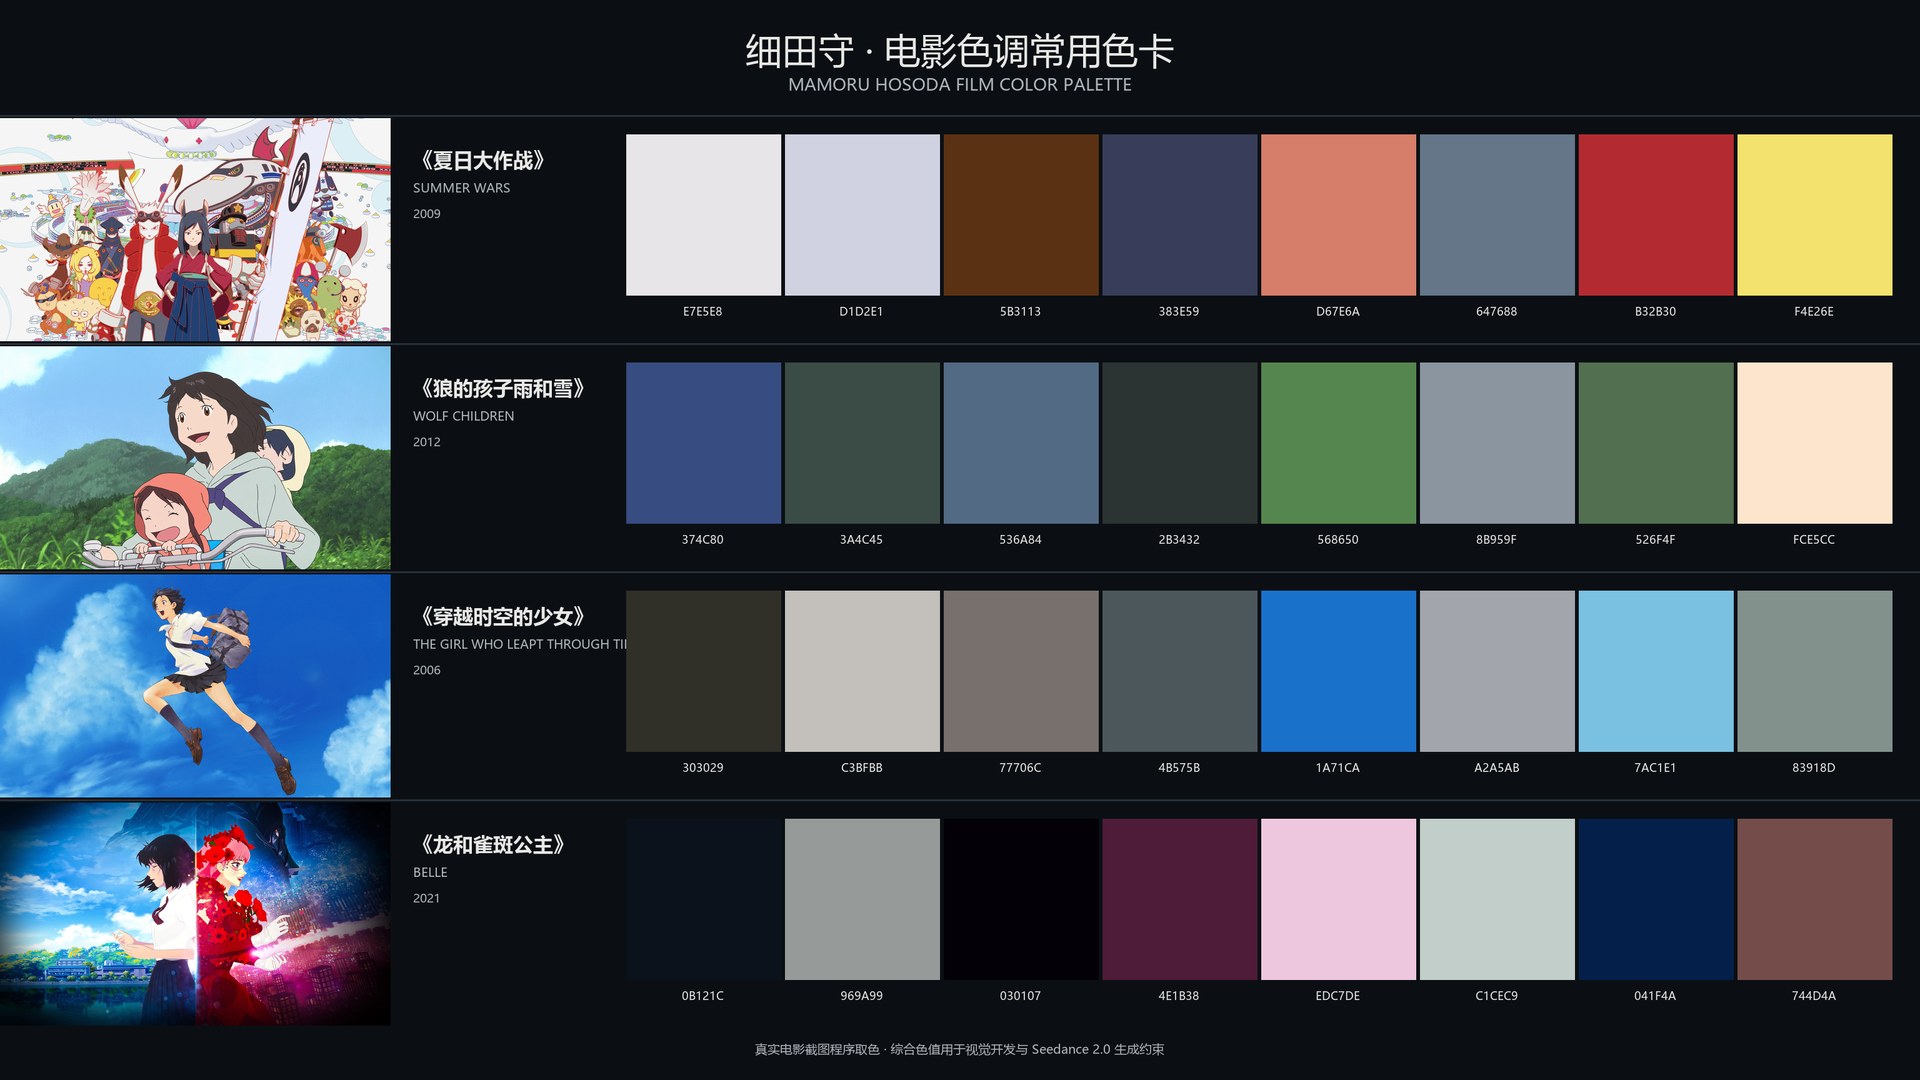 细田守 · 电影色调常用色卡
MAMORU HOSODA FILM COLOR PALETTE
《夏日大作战》
SUMMER WARS
2009
E7E5E8 D1D2E1 5B3113 383E59 D67E6A 647688 B32B30 F4E26E
《狼的孩子雨和雪》
WOLF CHILDREN
2012
374C80 3A4C45 536A84 2B3432 568650 8B959F 526F4F FCE5CC
《穿越时空的少女》
THE GIRL WHO LEAPT THROUGH TI
2006
303029 C3BFBB 77706C 4B575B 1A71CA A2A5AB 7AC1E1 83918D
《龙和雀斑公主》
BELLE
2021
0B121C 969A99 030107 4E1B38 EDC7DE C1CEC9 041F4A 744D4A
真实电影截图程序取色 · 综合色值用于视觉开发与 Seedance 2.0 生成约束